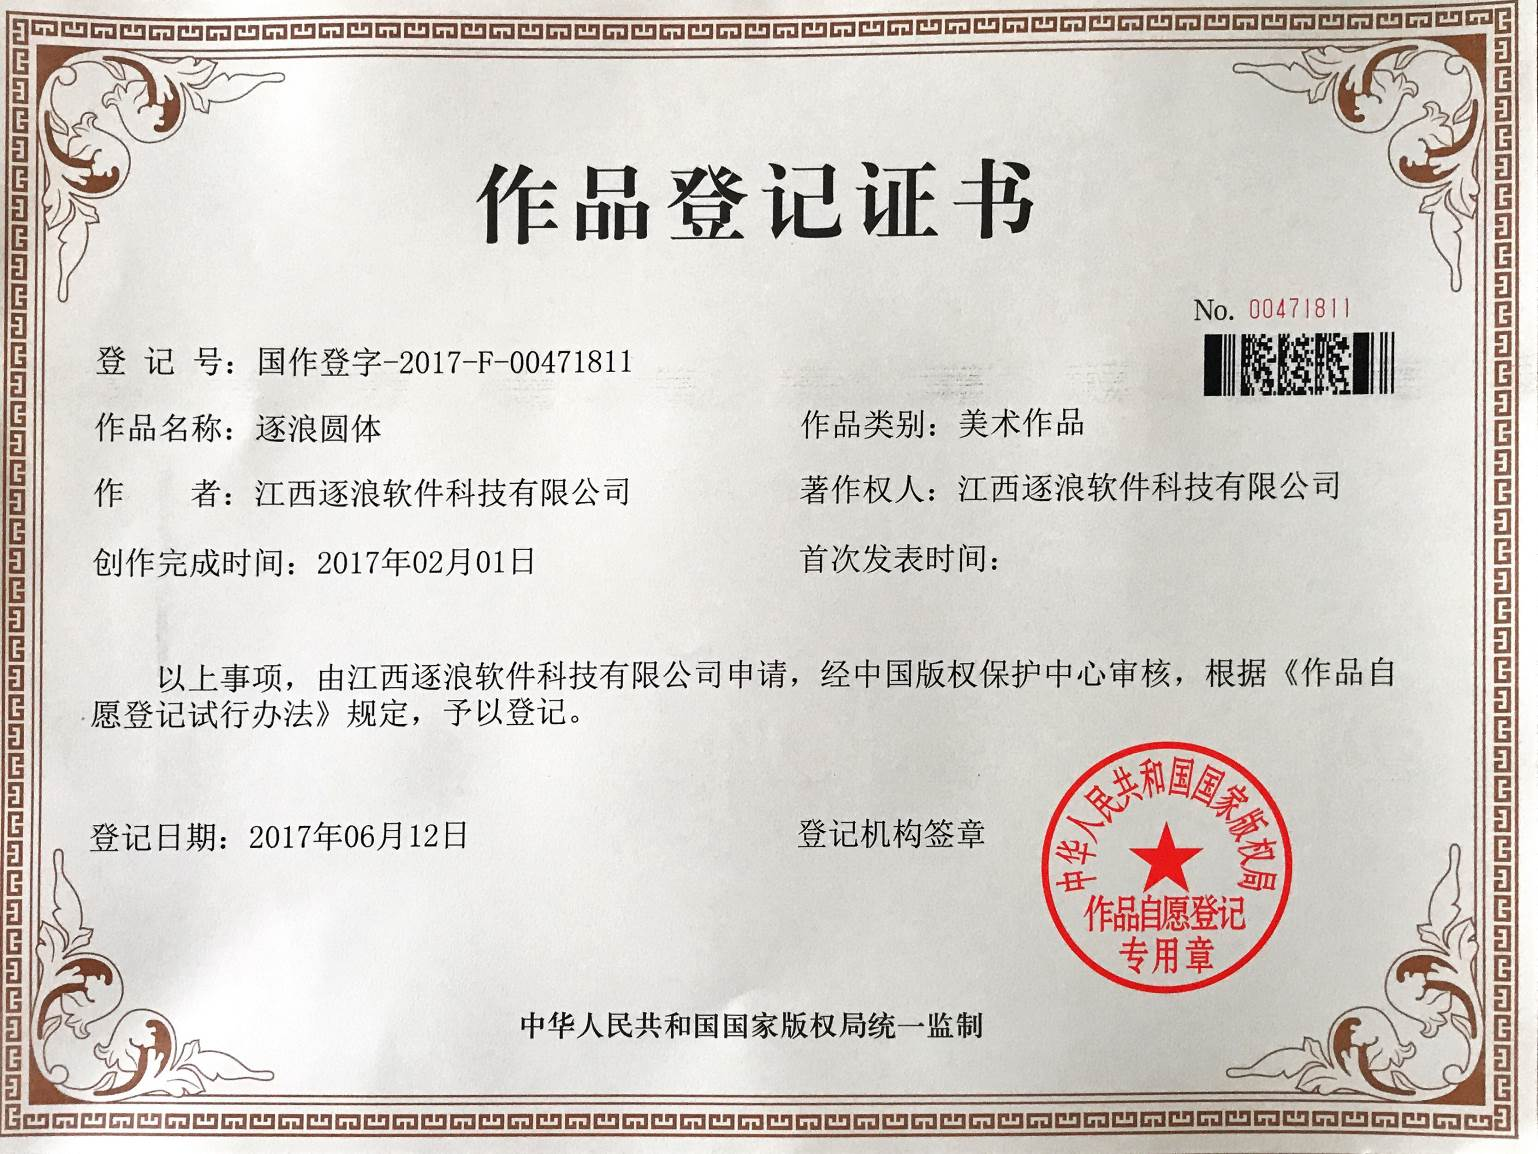 作品登记证书
No. 00471811
登 记 号：国作登字-2017-F-00471811
作品名称：逐浪圆体
作品类别：美术作品
作 者：江西逐浪软件科技有限公司
著作权人：江西逐浪软件科技有限公司
创作完成时间：2017年02月01日
首次发表时间：
以上事项，由江西逐浪软件科技有限公司申请，经中国版权保护中心审核，根据《作品自
愿登记试行办法》规定，予以登记。
登记日期：2017年06月12日
登记机构签章
中华人民共和国国家版权局
作品自愿登记
专用章
中华人民共和国国家版权局统一监制